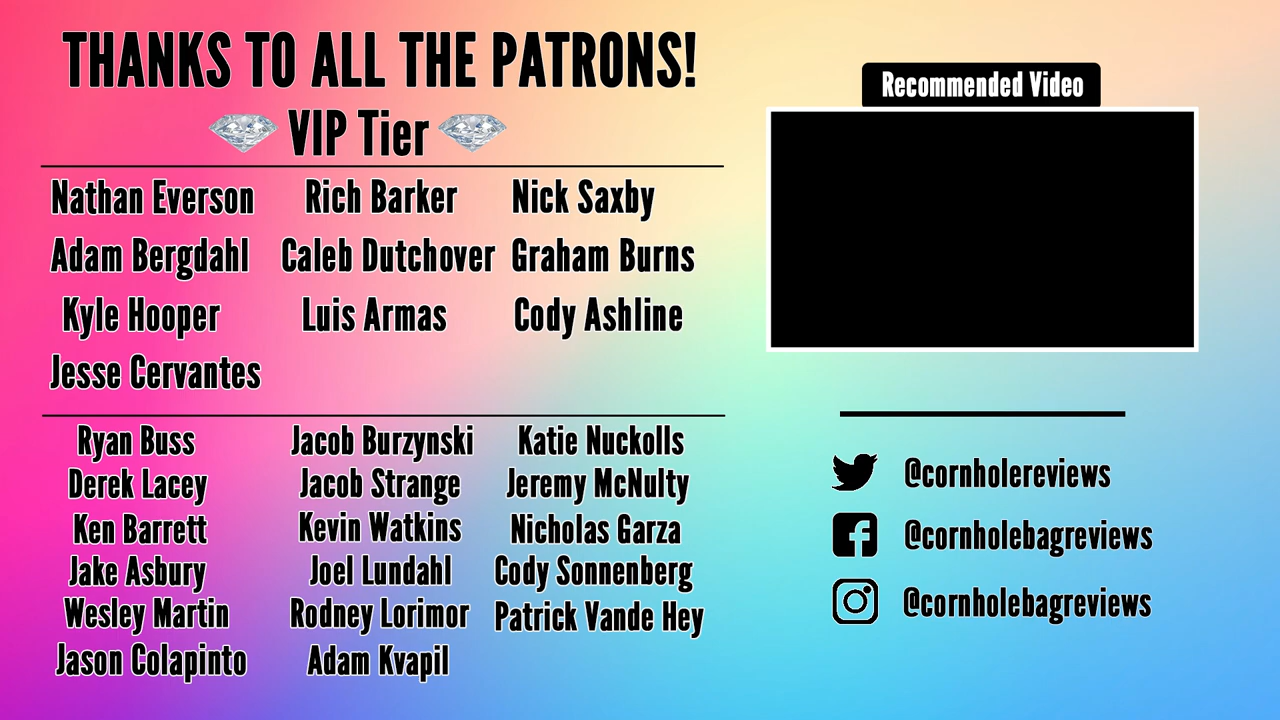 THANKS TO ALL THE PATRONS!
VIP Tier
Nathan Everson Rich Barker Nick Saxby
Adam Bergdahl Caleb Dutchover Graham Burns
Kyle Hooper Luis Armas Cody Ashline
Jesse Cervantes
Ryan Buss Jacob Burzynski Katie Nuckolls
Derek Lacey Jacob Strange Jeremy McNulty
Ken Barrett Kevin Watkins Nicholas Garza
Jake Asbury Joel Lundahl Cody Sonnenberg
Wesley Martin Rodney Lorimor Patrick Vande Hey
Jason Colapinto Adam Kvapil
Recommended Video
@cornholereviews
@cornholebagreviews
@cornholebagreviews